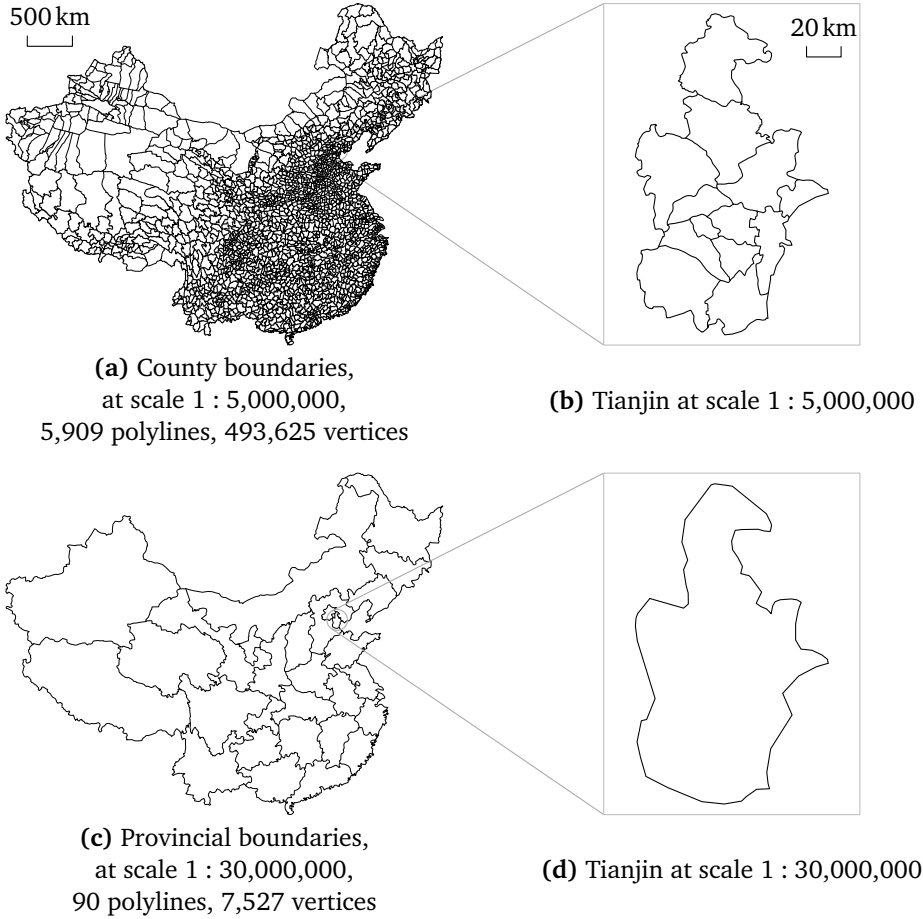 500 km
20 km
(a) County boundaries,
at scale 1 : 5,000,000,
5,909 polylines, 493,625 vertices
(b) Tianjin at scale 1 : 5,000,000
(c) Provincial boundaries,
at scale 1 : 30,000,000,
90 polylines, 7,527 vertices
(d) Tianjin at scale 1 : 30,000,000